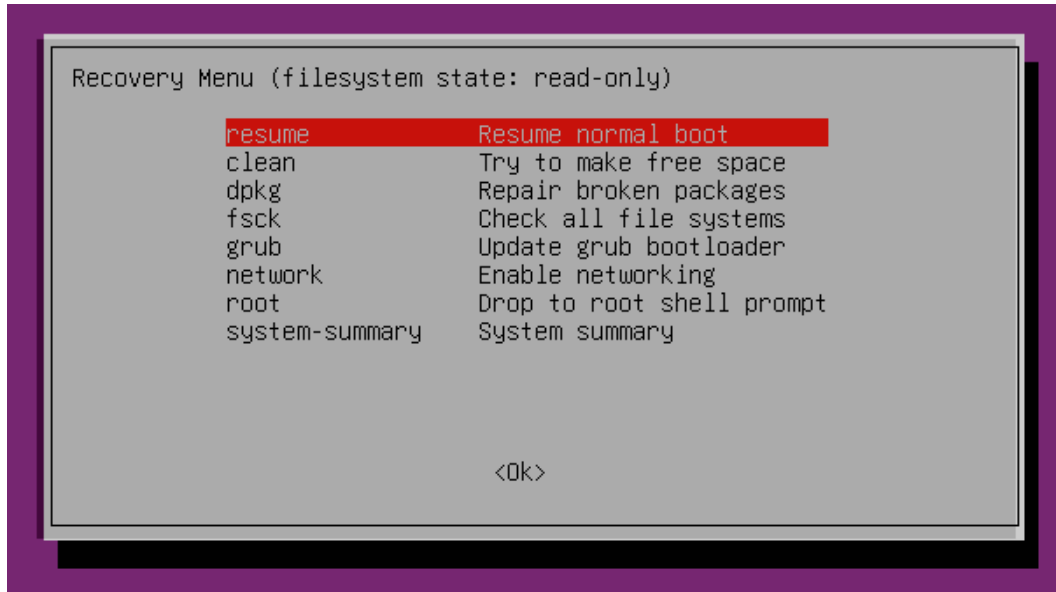 Recovery Menu (filesystem state: read-only)
resume Resume normal boot
clean Try to make free space
dpkg Repair broken packages
fsck Check all file systems
grub Update grub bootloader
network Enable networking
root Drop to root shell prompt
system-summary System summary
<Ok>